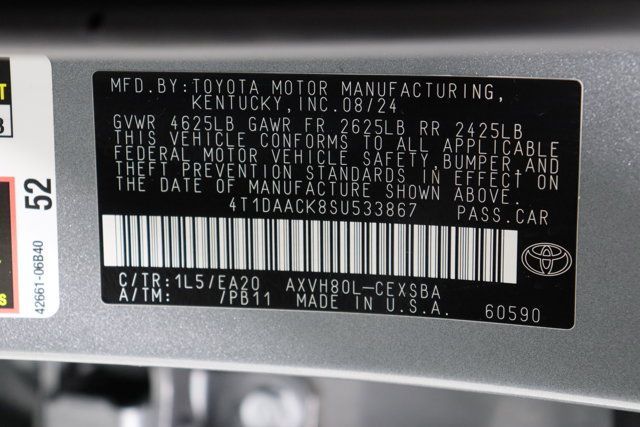 MFD.BY:TOYOTA MOTOR MANUFACTURING,
KENTUCKY,INC.08/24
GVWR 4625LB GAWR FR 2625LB RR 2425LB
THIS VEHICLE CONFORMS TO ALL APPLICABLE
FEDERAL MOTOR VEHICLE SAFETY,BUMPER,AND
THEFT PREVENTION STANDARDS IN EFFECT ON
THE DATE OF MANUFACTURE SHOWN ABOVE.
4T1DAACK8SU533867 PASS.CAR
C/TR:1L5/EA20 AXVH80L-CEXSBA
A/TM: /PB11 MADE IN U.S.A. 60590
52
42661-06B40